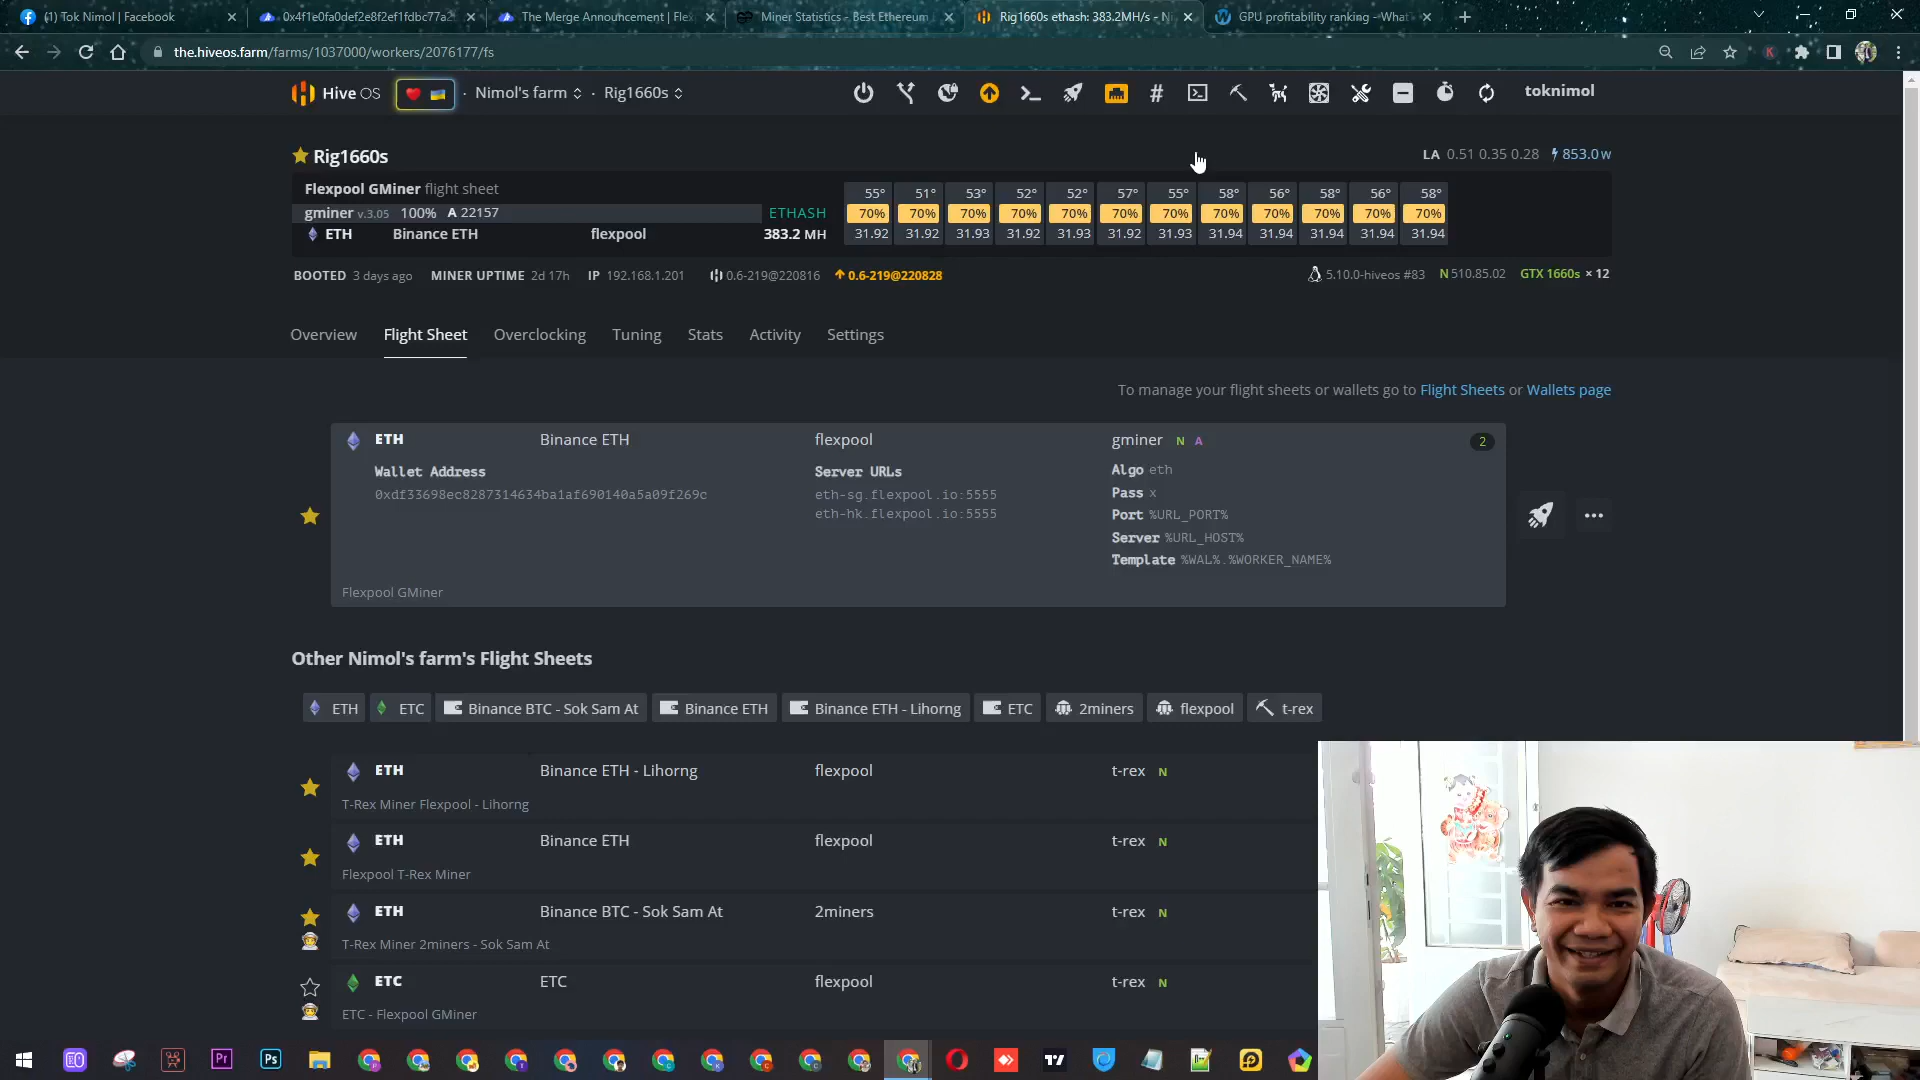 (1) Tok Nimol | Facebook
0x4f1e0fa0def2e8f2ef1fdbc77a2
The Merge Announcement | Flex
Miner Statistics - Best Ethereum
Rig1660s ethash: 383.2MH/s - Ni
GPU profitability ranking - What
the.hiveos.farm/farms/1037000/workers/2076177/fs
Hive OS
Nimol's farm
Rig1660s
toknimol
Rig1660s
LA 0.51 0.35 0.28 853.0 W
Flexpool GMiner flight sheet
55° 51° 53° 52° 52° 57° 55° 58° 56° 58° 56° 58°
gminer v.3.05 100% A 22157 ETHASH
70% 70% 70% 70% 70% 70% 70% 70% 70% 70% 70% 70%
ETH Binance ETH flexpool 383.2 MH
31.92 31.92 31.93 31.92 31.93 31.92 31.93 31.94 31.94 31.94 31.94 31.94
BOOTED 3 days ago MINER UPTIME 2d 17h IP 192.168.1.201 0.6-219@220816 0.6-219@220828
5.10.0-hiveos #83 N 510.85.02 GTX 1660s × 12
Overview Flight Sheet Overclocking Tuning Stats Activity Settings
To manage your flight sheets or wallets go to Flight Sheets or Wallets page
ETH Binance ETH flexpool gminer N A 2
Wallet Address Server URLs Algo eth
0xdf33698ec8287314634ba1af690140a5a09f269c eth-sg.flexpool.io:5555 Pass x
eth-hk.flexpool.io:5555 Port %URL_PORT%
Server %URL_HOST%
Template %WAL%.%WORKER_NAME%
Flexpool GMiner
Other Nimol's farm's Flight Sheets
ETH ETC Binance BTC - Sok Sam At Binance ETH Binance ETH - Lihorng ETC 2miners flexpool t-rex
ETH Binance ETH - Lihorng flexpool t-rex N
T-Rex Miner Flexpool - Lihorng
ETH Binance ETH flexpool t-rex N
Flexpool T-Rex Miner
ETH Binance BTC - Sok Sam At 2miners t-rex N
T-Rex Miner 2miners - Sok Sam At
ETC ETC flexpool t-rex N
ETC - Flexpool GMiner
Pr
Ps